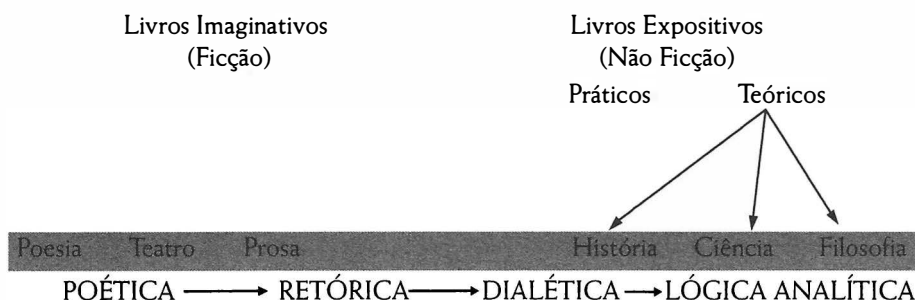 Livros Imaginativos
(Ficção)
Livros Expositivos
(Não Ficção)
Práticos Teóricos
Poesia Teatro Prosa História Ciência Filosofia
POÉTICA RETÓRICA DIALÉTICA LÓGICA ANALÍTICA